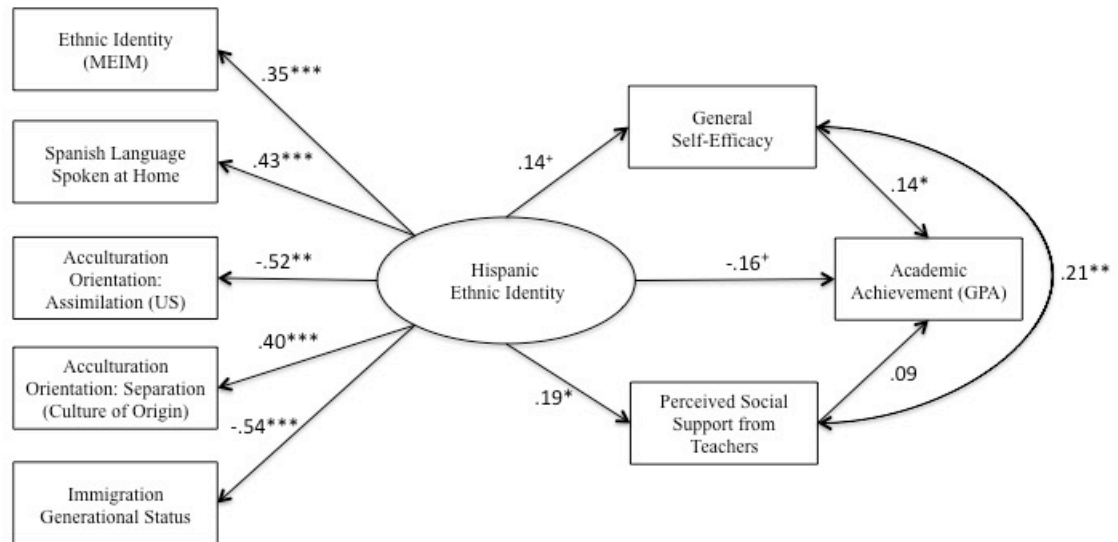 Ethnic Identity
(MEIM)
.35***
Spanish Language
Spoken at Home
.43***
Acculturation
Orientation:
Assimilation (US)
-.52**
Acculturation
Orientation: Separation
(Culture of Origin)
.40***
Immigration
Generational Status
-.54***
Hispanic
Ethnic Identity
.14+
-.16+
.19*
General
Self-Efficacy
.14*
Academic
Achievement (GPA)
.21**
.09
Perceived Social
Support from
Teachers